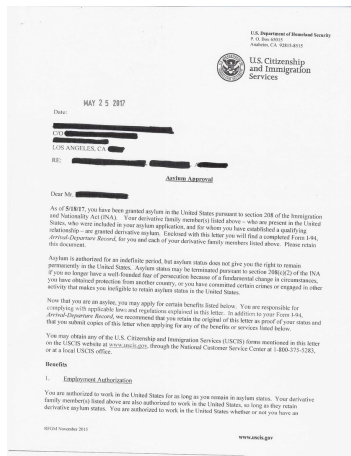 U.S. Department of Homeland Security
P. O. Box 65015
Anaheim, CA 92815-8515
U.S. Citizenship
and Immigration
Services
MAY 25 2017
Date:
C/O
LOS ANGELES, CA
RE:
Asylum Approval
Dear Mr.
As of 5/18/17, you have been granted asylum in the United States pursuant to section 208 of the Immigration
and Nationality Act (INA). Your derivative family member(s) listed above – who are present in the United
States, who were included in your asylum application, and for whom you have established a qualifying
relationship – are granted derivative asylum. Enclosed with this letter you will find a completed Form I-94,
Arrival-Departure Record, for you and each of your derivative family members listed above. Please retain
this document.
Asylum is authorized for an indefinite period, but asylum status does not give you the right to remain
permanently in the United States. Asylum status may be terminated pursuant to section 208(c)(2) of the INA
if you no longer have a well-founded fear of persecution because of a fundamental change in circumstances,
you have obtained protection from another country, or you have committed certain crimes or engaged in other
activity that makes you ineligible to retain asylum status in the United States.
Now that you are an asylee, you may apply for certain benefits listed below. You are responsible for
complying with applicable laws and regulations explained in this letter. In addition to your Form I-94,
Arrival-Departure Record, we recommend that you retain the original of this letter as proof of your status and
that you submit copies of this letter when applying for any of the benefits or services listed below.
You may obtain any of the U.S. Citizenship and Immigration Services (USCIS) forms mentioned in this letter
on the USCIS website at www.uscis.gov, through the National Customer Service Center at 1-800-375-5283,
or at a local USCIS office.
Benefits
1. Employment Authorization
You are authorized to work in the United States for as long as you remain in asylum status. Your derivative
family member(s) listed above are also authorized to work in the United States, so long as they retain
derivative asylum status. You are authorized to work in the United States whether or not you have an
November 2013
www.uscis.gov